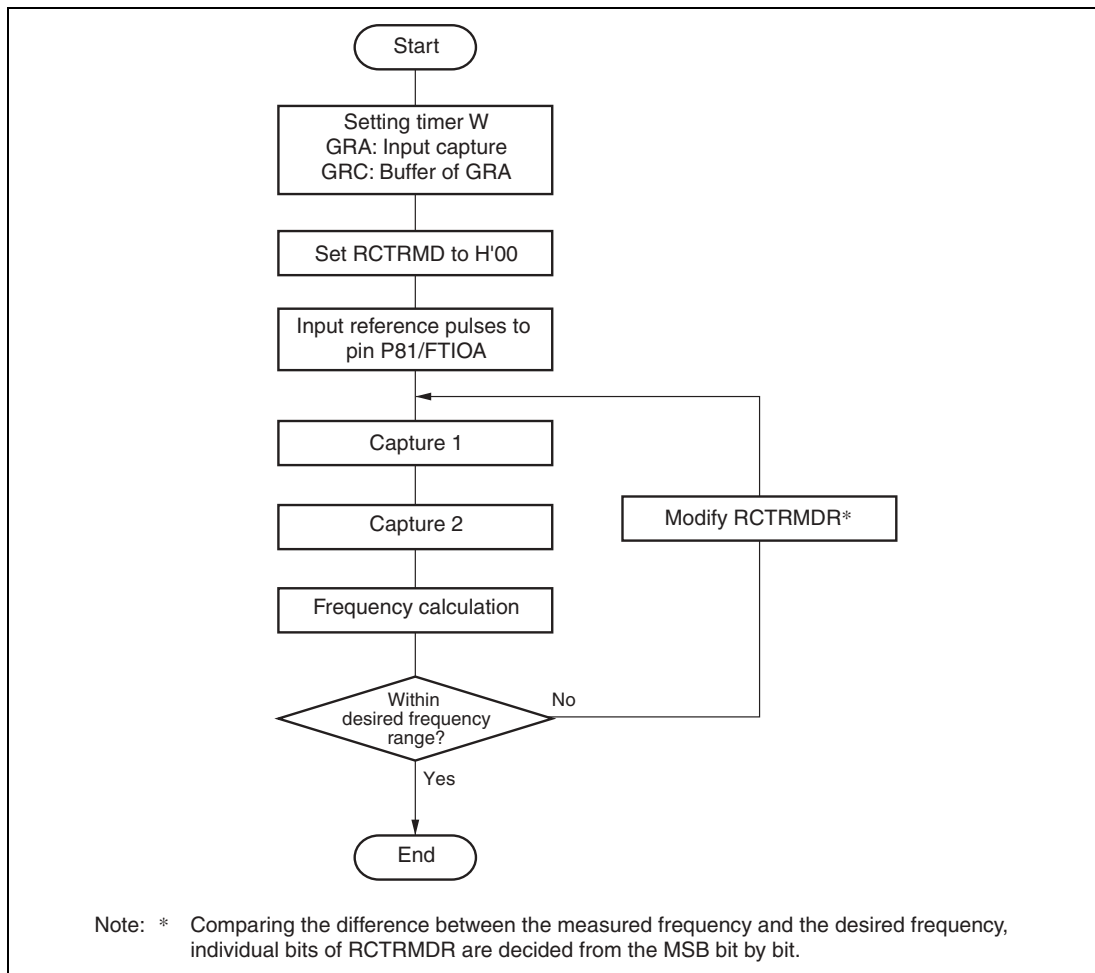 Start
Setting timer W
GRA: Input capture
GRC: Buffer of GRA
Set RCTRMD to H'00
Input reference pulses to
pin P81/FTIOA
Capture 1
Capture 2
Modify RCTRMDR*
Frequency calculation
Within
desired frequency
range?
No
Yes
End
Note: * Comparing the difference between the measured frequency and the desired frequency,
individual bits of RCTRMDR are decided from the MSB bit by bit.